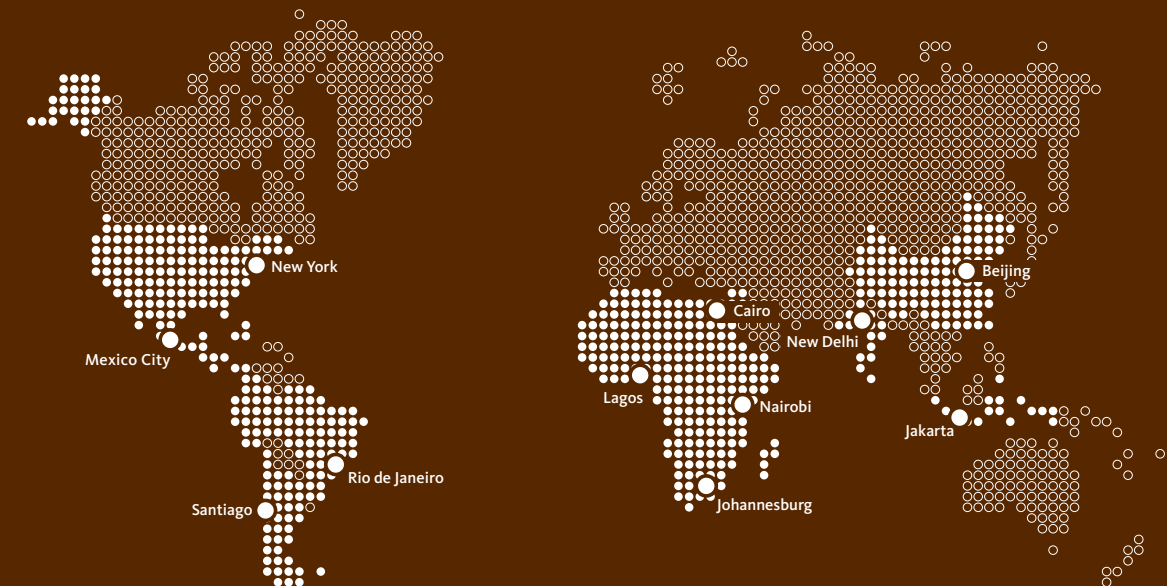 New York
Mexico City
Rio de Janeiro
Santiago
Cairo
Lagos
Nairobi
Johannesburg
Beijing
New Delhi
Jakarta